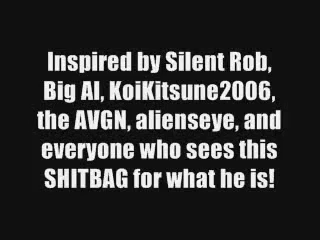 Inspired by Silent Rob,
Big Al, KoiKitsune2006,
the AVGN, alienseye, and
everyone who sees this
SHITBAG for what he is!